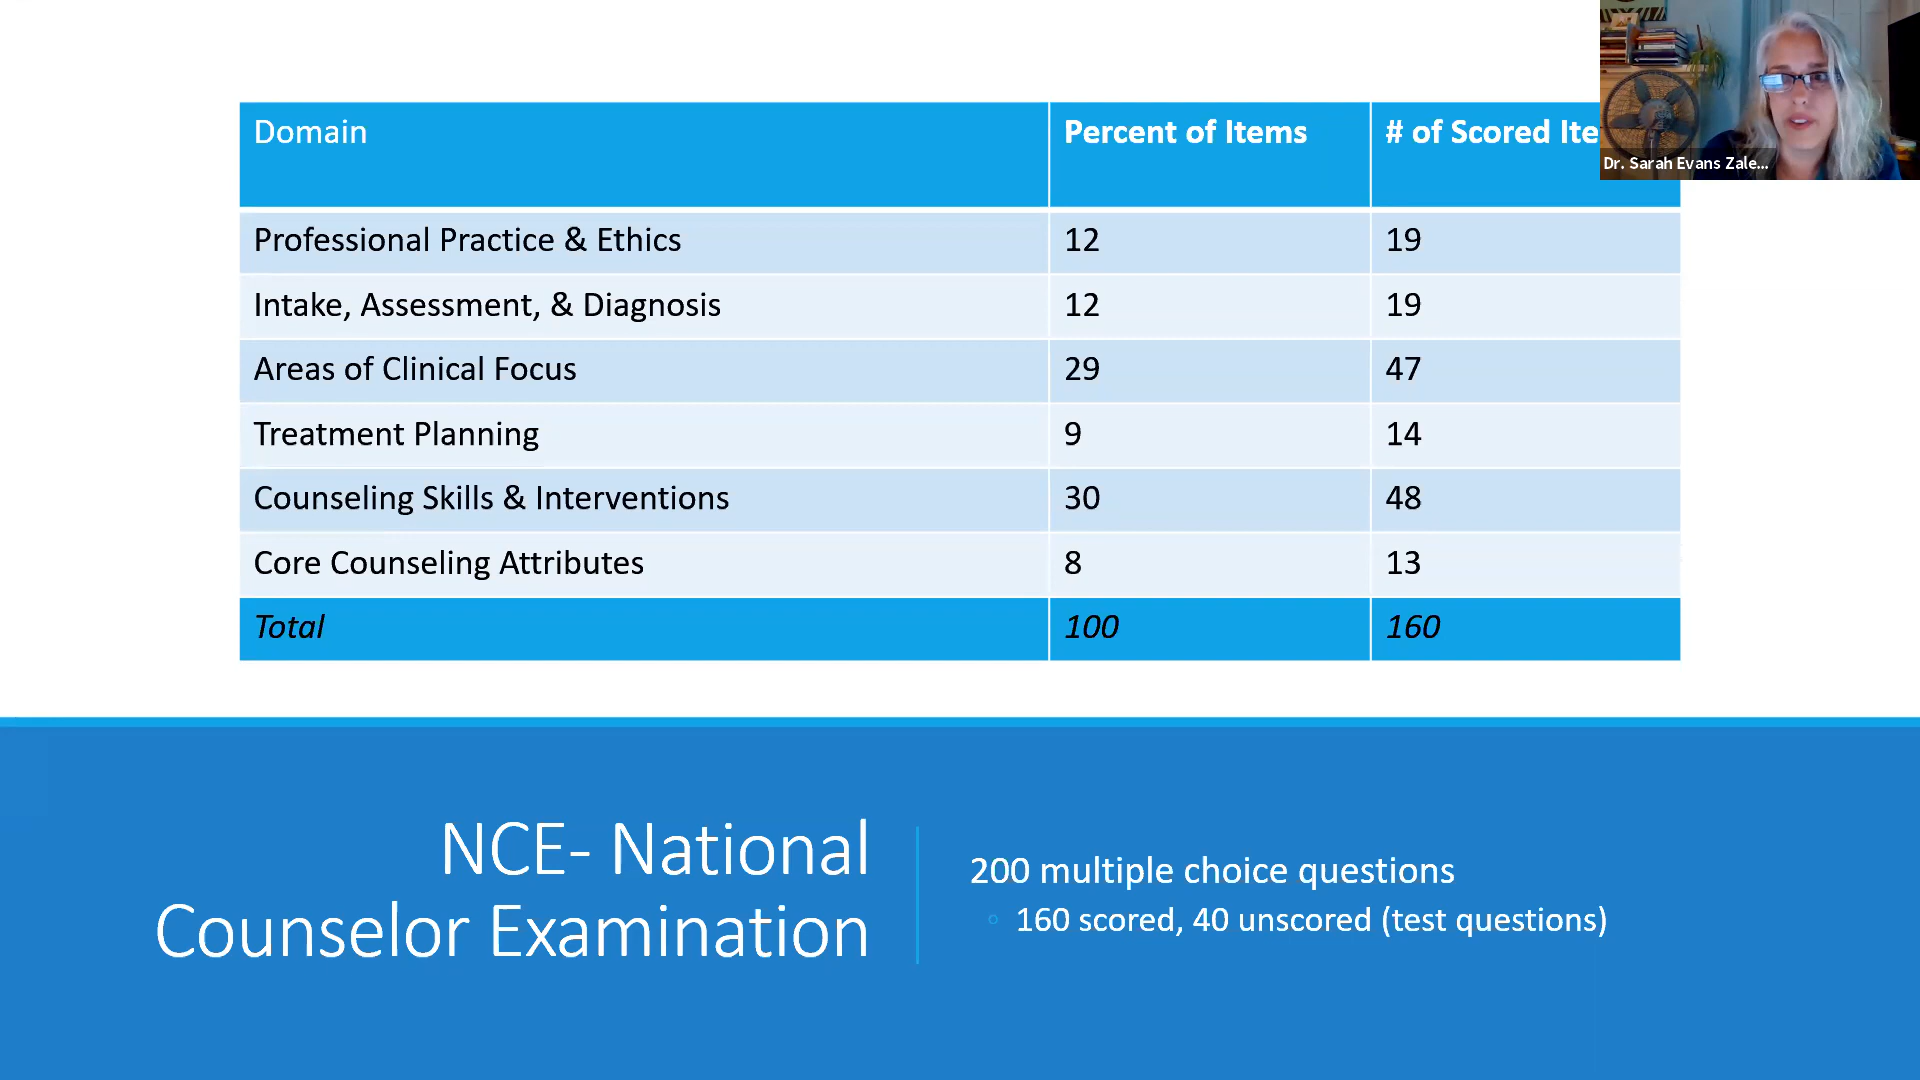 Domain Percent of Items # of Scored Ite
Dr. Sarah Evans Zale...
Professional Practice & Ethics 12 19
Intake, Assessment, & Diagnosis 12 19
Areas of Clinical Focus 29 47
Treatment Planning 9 14
Counseling Skills & Interventions 30 48
Core Counseling Attributes 8 13
Total 100 160
NCE- National
Counselor Examination
200 multiple choice questions
160 scored, 40 unscored (test questions)